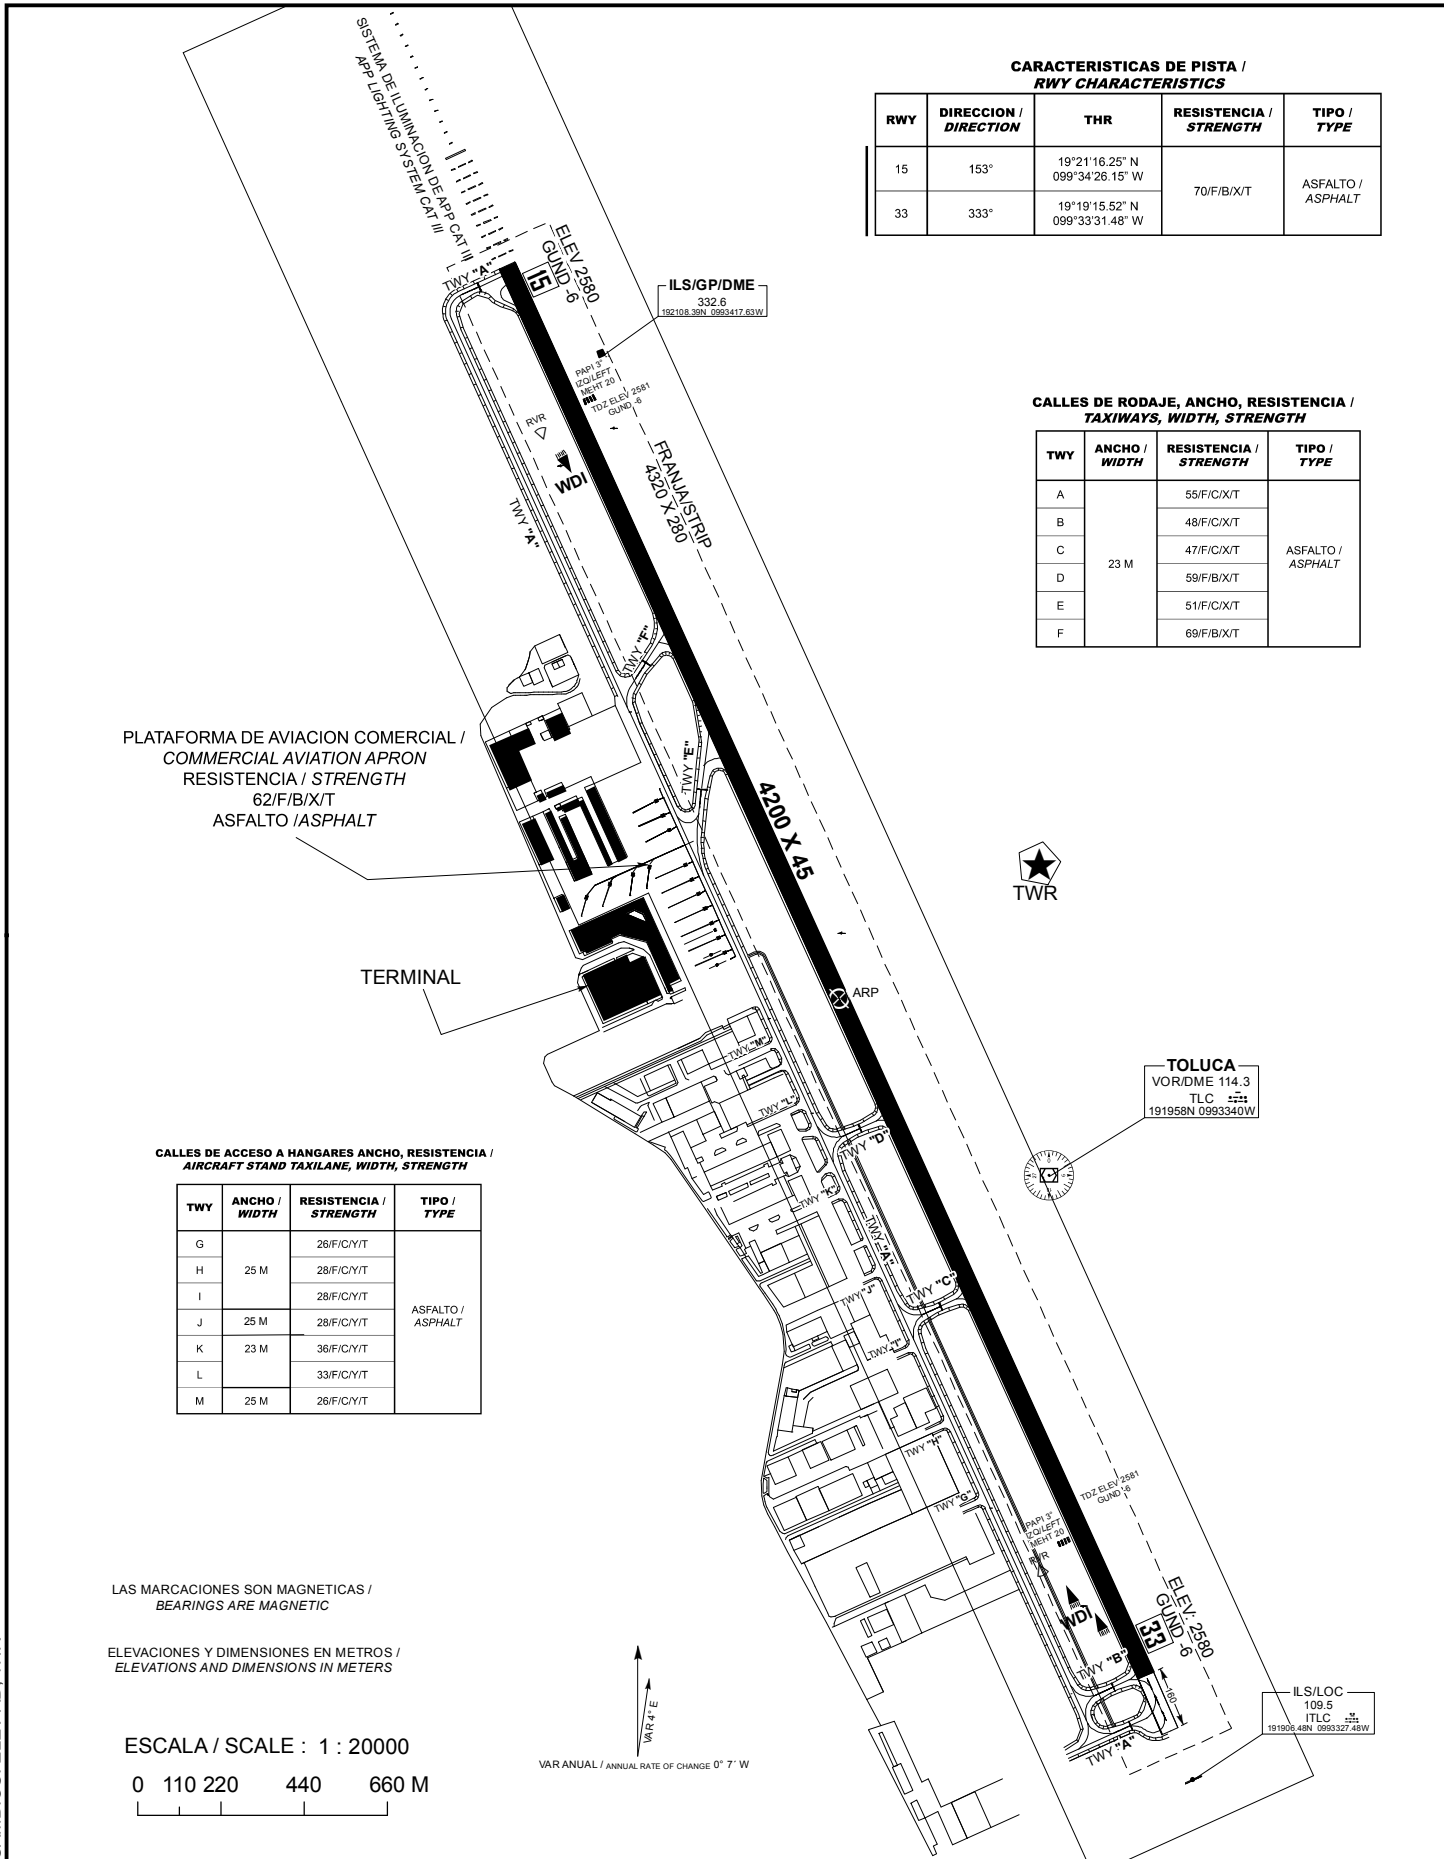 SISTEMA DE ILUMINACION DE APP CAT III
APP LIGHTING SYSTEM CAT III
CARACTERISTICAS DE PISTA /
RWY CHARACTERISTICS
RWY
DIRECCION /
DIRECTION
THR
RESISTENCIA /
STRENGTH
TIPO /
TYPE
15
153°
19°21'16.25" N
099°34'26.15" W
33
333°
19°19'15.52" N
099°33'31.48" W
70/F/B/X/T
ASFALTO /
ASPHALT
TWY "A"
15
ELEV 2580
GUND -6
ILS/GP/DME
332.6
192108.39N 0993417.63W
PAPI 3°
IZQ/LEFT
MEHT 20
TDZ ELEV 2581
GUND -6
RVR
WDI
TWY "A"
FRANJA/STRIP
4320 X 280
CALLES DE RODAJE, ANCHO, RESISTENCIA /
TAXIWAYS, WIDTH, STRENGTH
TWY
ANCHO /
WIDTH
RESISTENCIA /
STRENGTH
TIPO /
TYPE
A
55/F/C/X/T
B
48/F/C/X/T
C
47/F/C/X/T
D
59/F/B/X/T
E
51/F/C/X/T
F
69/F/B/X/T
23 M
ASFALTO /
ASPHALT
TWY "F"
TWY "E"
PLATAFORMA DE AVIACION COMERCIAL /
COMMERCIAL AVIATION APRON
RESISTENCIA / STRENGTH
62/F/B/X/T
ASFALTO /ASPHALT
4200 X 45
TWR
TERMINAL
ARP
TWY "M"
TWY "L"
TWY "D"
TWY "K"
TWY "A"
TWY "C"
TWY "J"
TWY "I"
TOLUCA
VOR/DME 114.3
TLC
191958N 0993340W
CALLES DE ACCESO A HANGARES ANCHO, RESISTENCIA /
AIRCRAFT STAND TAXILANE, WIDTH, STRENGTH
TWY
ANCHO /
WIDTH
RESISTENCIA /
STRENGTH
TIPO /
TYPE
G
26/F/C/Y/T
H
25 M
28/F/C/Y/T
I
28/F/C/Y/T
J
25 M
28/F/C/Y/T
K
23 M
36/F/C/Y/T
L
33/F/C/Y/T
M
25 M
26/F/C/Y/T
ASFALTO /
ASPHALT
TWY "H"
TWY "G"
TDZ ELEV 2581
GUND -6
PAPI 3°
IZQ/LEFT
MEHT 20
RVR
WDI
33
ELEV: 2580
GUND -6
TWY "B"
160
TWY "A"
ILS/LOC
109.5
ITLC
191906.48N 0993327.48W
LAS MARCACIONES SON MAGNETICAS /
BEARINGS ARE MAGNETIC
ELEVACIONES Y DIMENSIONES EN METROS /
ELEVATIONS AND DIMENSIONS IN METERS
ESCALA / SCALE : 1 : 20000
0 110 220 440 660 M
VAR 4° E
VAR ANUAL / ANNUAL RATE OF CHANGE 0° 7' W